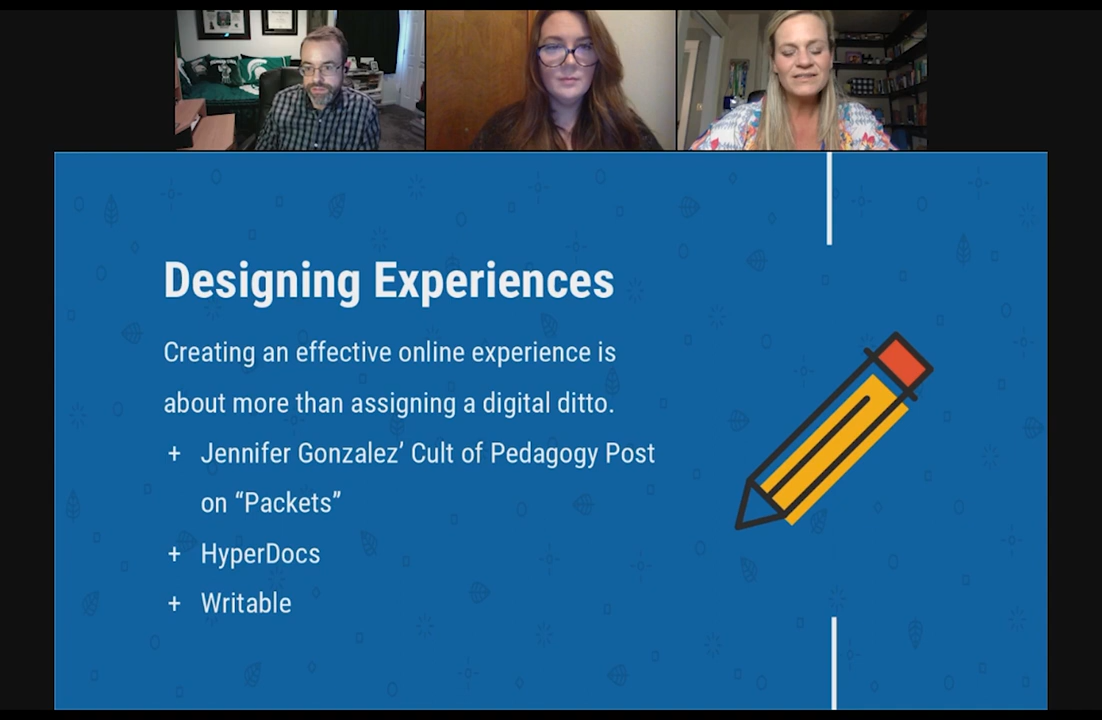 Designing Experiences
Creating an effective online experience is
about more than assigning a digital ditto.
+ Jennifer Gonzalez’ Cult of Pedagogy Post
on “Packets”
+ HyperDocs
+ Writable